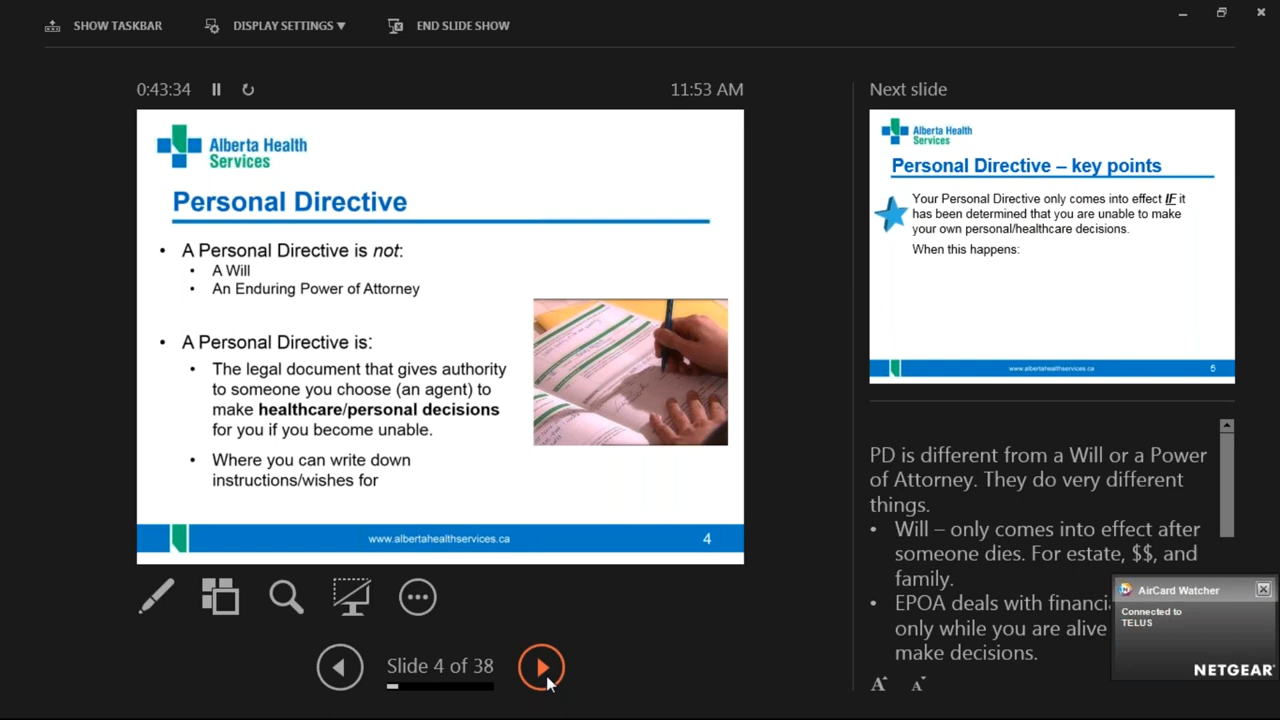 SHOW TASKBAR
DISPLAY SETTINGS ▼
END SLIDE SHOW
0:43:34
11:53 AM
Alberta Health
Services
Personal Directive
• A Personal Directive is not:
• A Will
• An Enduring Power of Attorney
• A Personal Directive is:
• The legal document that gives authority
to someone you choose (an agent) to
make healthcare/personal decisions
for you if you become unable.
• Where you can write down
instructions/wishes for
www.albertahealthservices.ca
4
Slide 4 of 38
Next slide
Alberta Health
Services
Personal Directive – key points
Your Personal Directive only comes into effect IF it
has been determined that you are unable to make
your own personal/healthcare decisions.
When this happens:
www.albertahealthservices.ca
5
PD is different from a Will or a Power
of Attorney. They do very different
things.
• Will – only comes into effect after
someone dies. For estate, $$, and
family.
• EPOA deals with
only while you are alive
make decisions.
A A
AirCard Watcher
Connected to
TELUS
NETGEAR